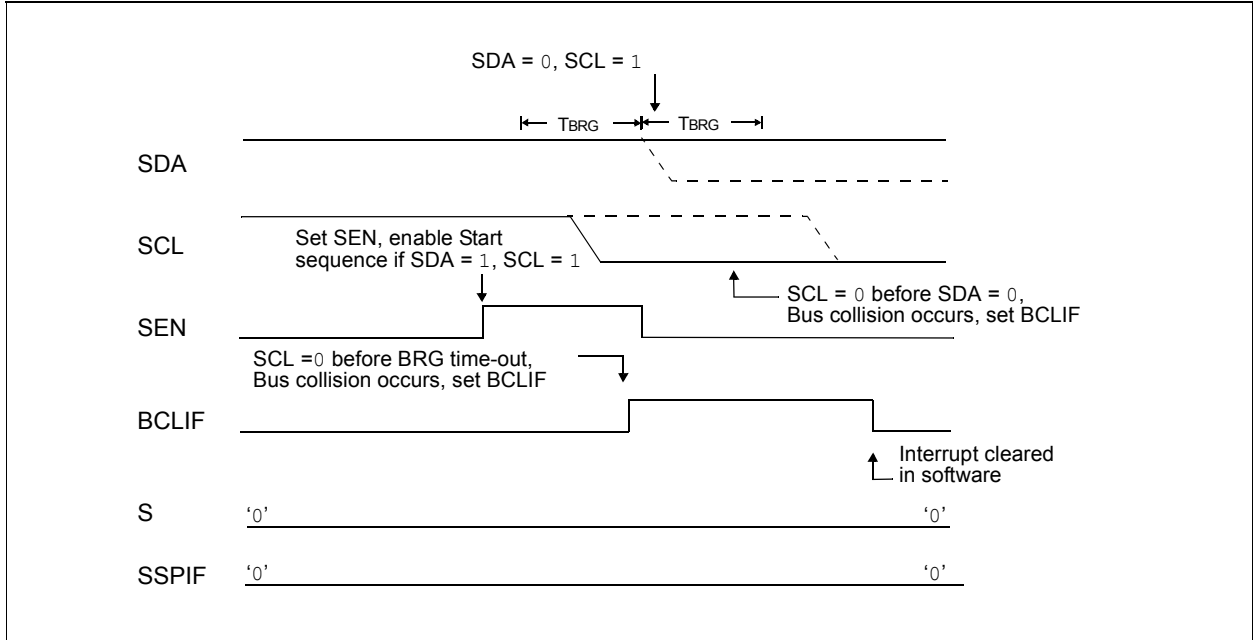 SDA = 0, SCL = 1
TBRG TBRG
SDA
SCL
Set SEN, enable Start
sequence if SDA = 1, SCL = 1
SCL = 0 before SDA = 0,
Bus collision occurs, set BCLIF
SEN
SCL =0 before BRG time-out,
Bus collision occurs, set BCLIF
BCLIF
Interrupt cleared
in software
S ‘0’ ‘0’
SSPIF ‘0’ ‘0’